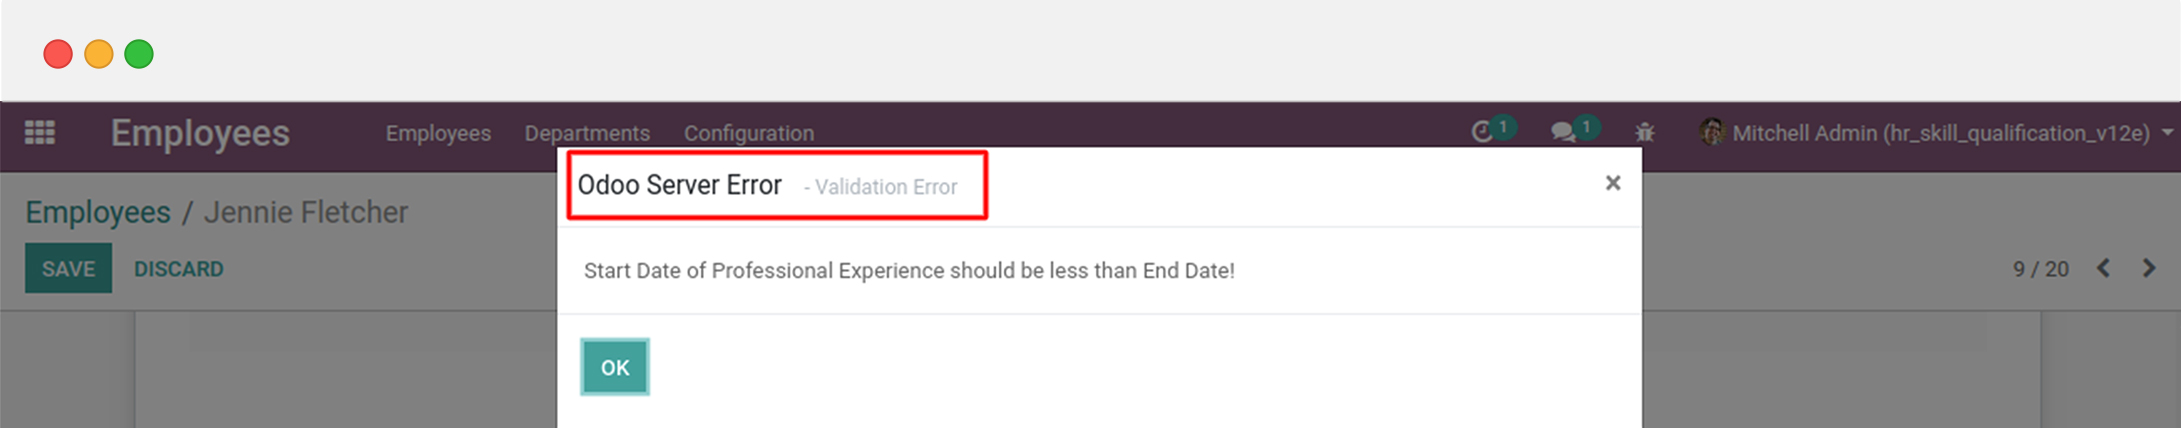 Employees Employees Departments Configuration 1 1 Mitchell Admin (hr_skill_qualification_v12e)
Odoo Server Error - Validation Error ×
Employees / Jennie Fletcher
SAVE DISCARD
Start Date of Professional Experience should be less than End Date!
9 / 20
OK